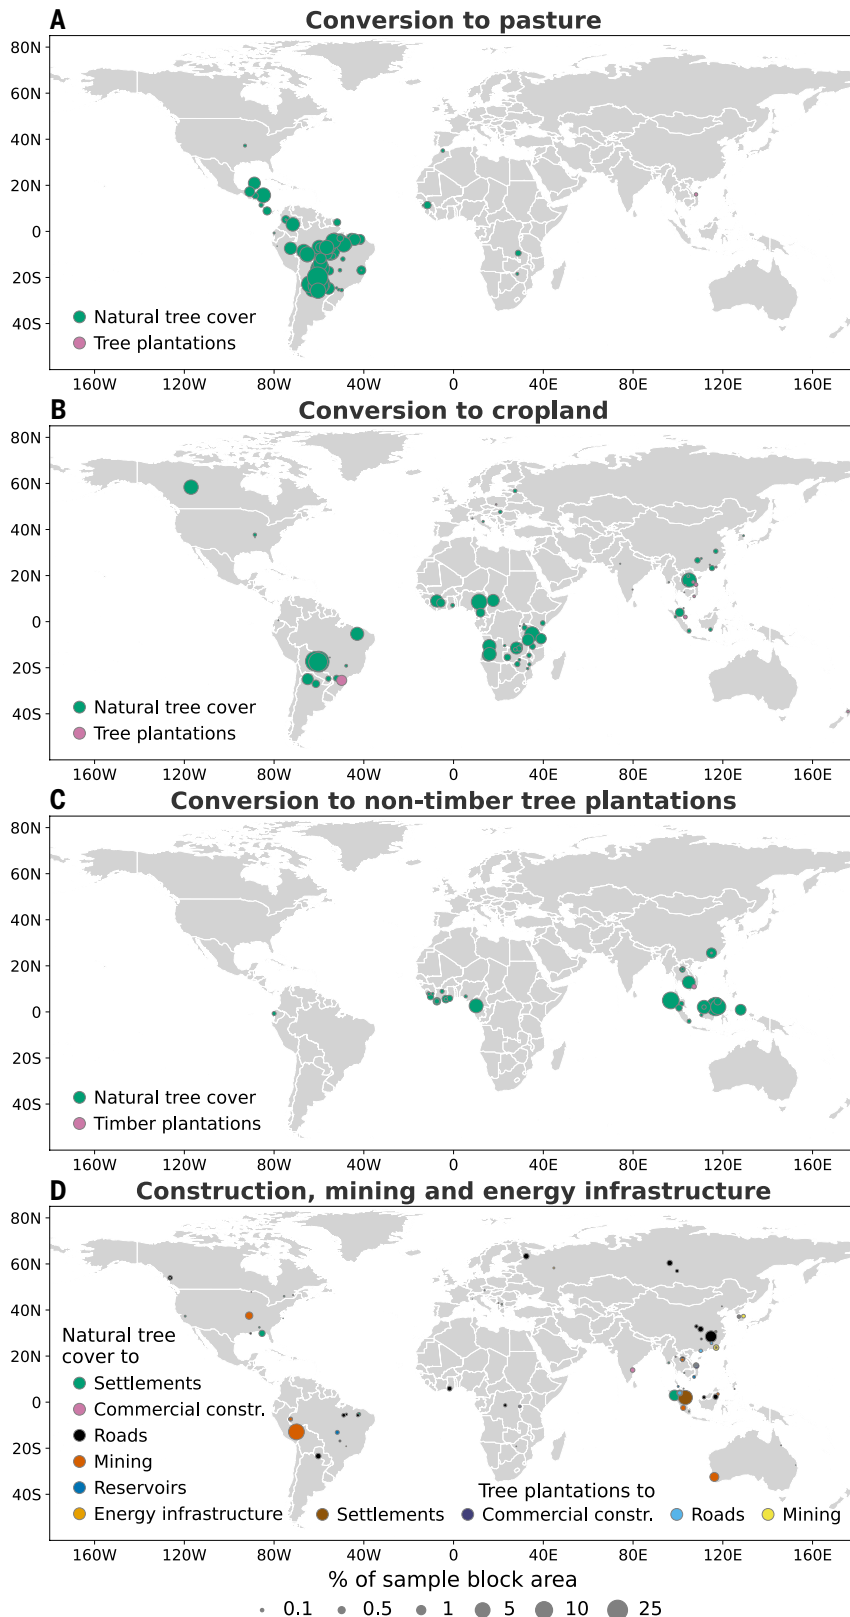 A Conversion to pasture
80N
60N
40N
20N
0
20S
40S
Natural tree cover
Tree plantations
160W 120W 80W 40W 0 40E 80E 120E 160E
B Conversion to cropland
80N
60N
40N
20N
0
20S
40S
Natural tree cover
Tree plantations
160W 120W 80W 40W 0 40E 80E 120E 160E
C Conversion to non-timber tree plantations
80N
60N
40N
20N
0
20S
40S
Natural tree cover
Timber plantations
160W 120W 80W 40W 0 40E 80E 120E 160E
D Construction, mining and energy infrastructure
80N
60N
40N
20N
0
20S
40S
Natural tree
cover to
Settlements
Commercial constr.
Roads
Mining
Reservoirs
Energy infrastructure
Tree plantations to
Settlements Commercial constr. Roads Mining
160W 120W 80W 40W 0 40E 80E 120E 160E
% of sample block area
0.1 0.5 1 5 10 25